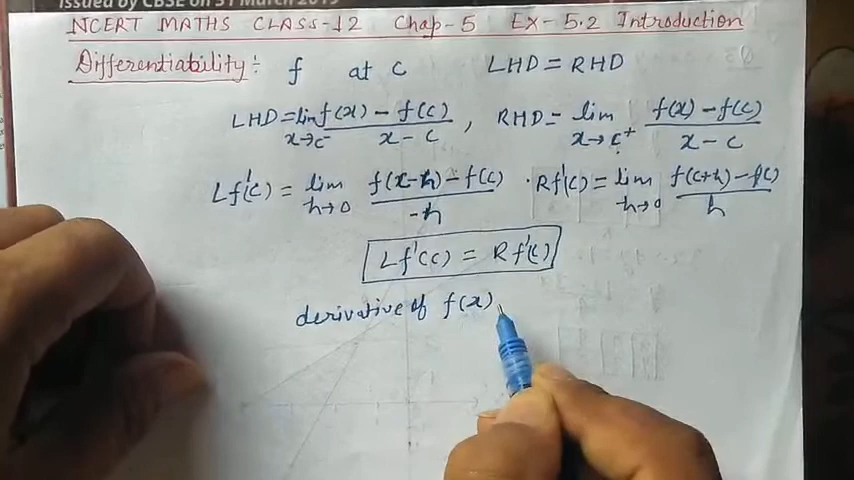 issued by CBSE on 31 March 2019
NCERT MATHS CLASS-12 Chap-5 Ex-5.2 Introduction
Differentiability :- f at c LHD = RHD
LHD = lim x→c⁻ f(x) - f(c) / x - c , RHD = lim x→c⁺ f(x) - f(c) / x - c
Lf'(c) = lim h→0 f(x-h) - f(c) / -h . Rf'(c) = lim h→0 f(c+h) - f(c) / h
Lf'(c) = Rf'(c)
derivative of f(x)